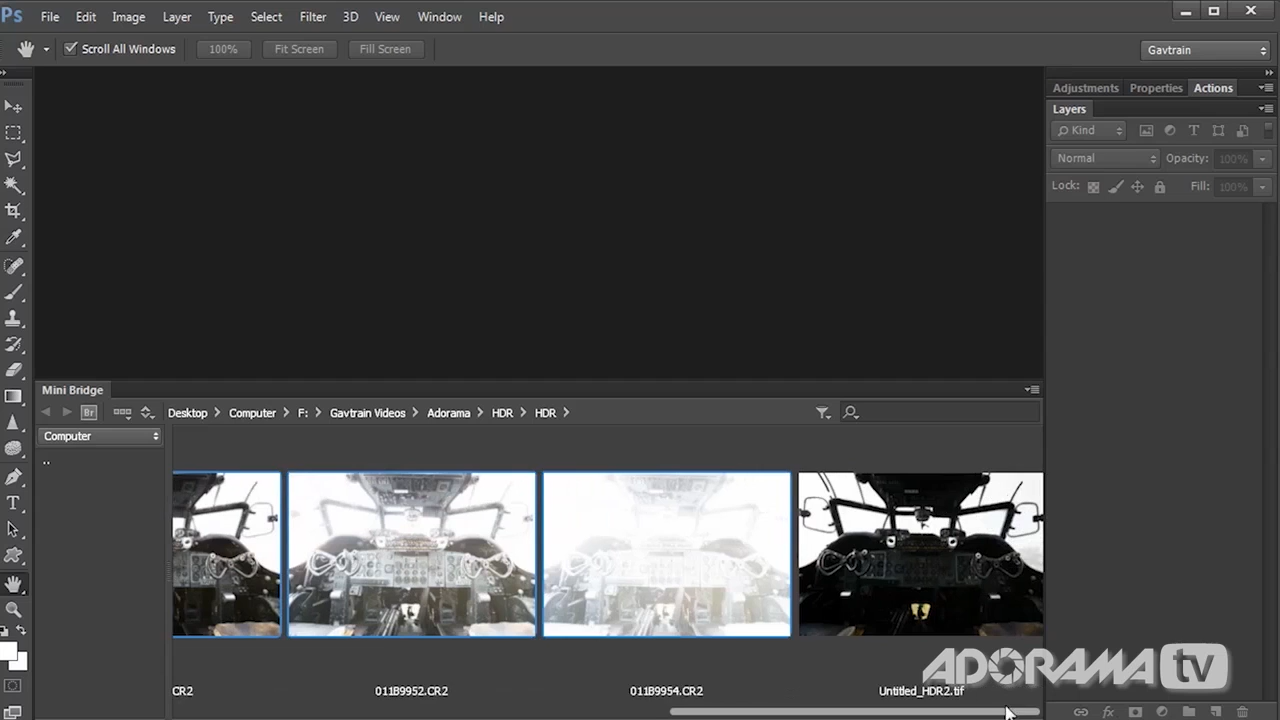 Ps File Edit Image Layer Type Select Filter 3D View Window Help
Scroll All Windows 100% Fit Screen Fill Screen Gavtrain
Adjustments Properties Actions
Layers
Kind T
Normal Opacity: 100%
Lock: Fill: 100%
Mini Bridge
Br Desktop Computer F: Gavtrain Videos Adorama HDR HDR
Computer
..
T
CR2 011B9952.CR2 011B9954.CR2 Untitled_HDR2.tif
ADORAMA tv
fx